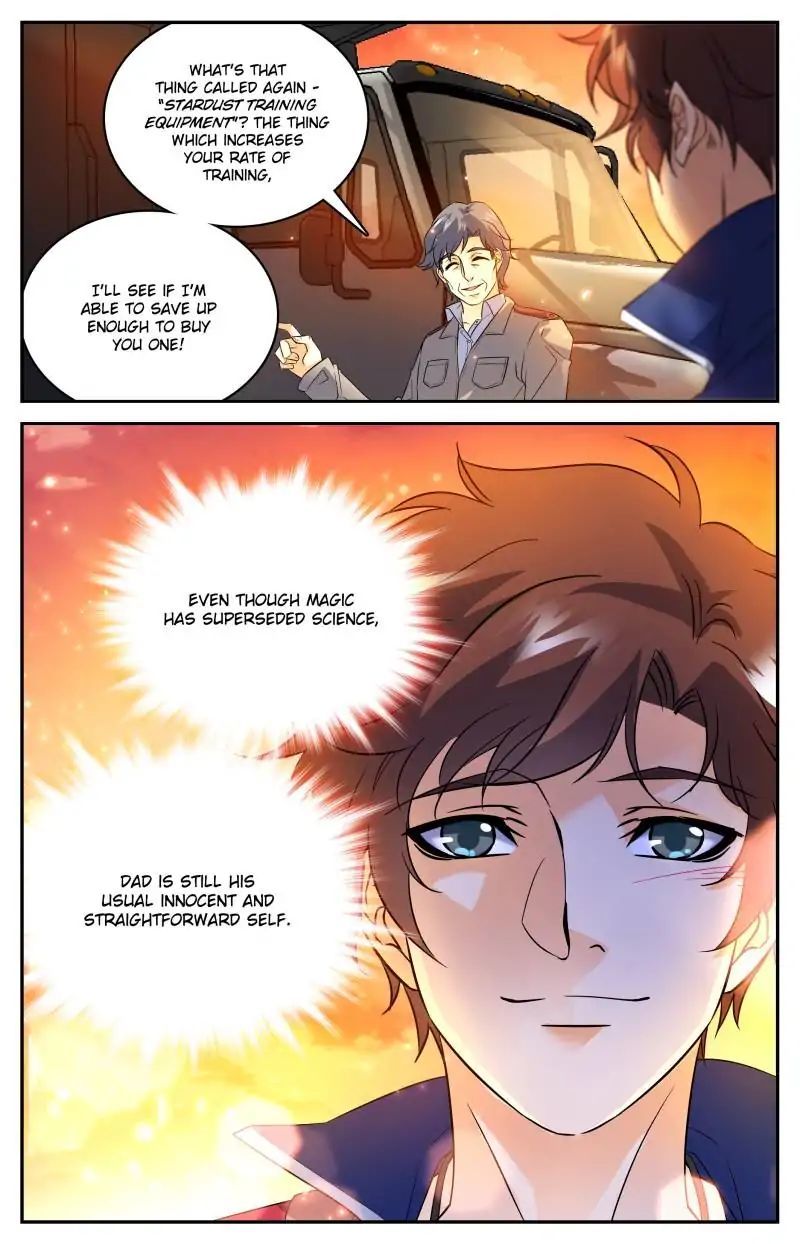 WHAT'S THAT
THING CALLED AGAIN -
"STARDUST TRAINING
EQUIPMENT"? THE THING
WHICH INCREASES
YOUR RATE OF
TRAINING,
I'LL SEE IF I'M
ABLE TO SAVE UP
ENOUGH TO BUY
YOU ONE!
EVEN THOUGH MAGIC
HAS SUPERSEDED SCIENCE,
DAD IS STILL HIS
USUAL INNOCENT AND
STRAIGHTFORWARD SELF.